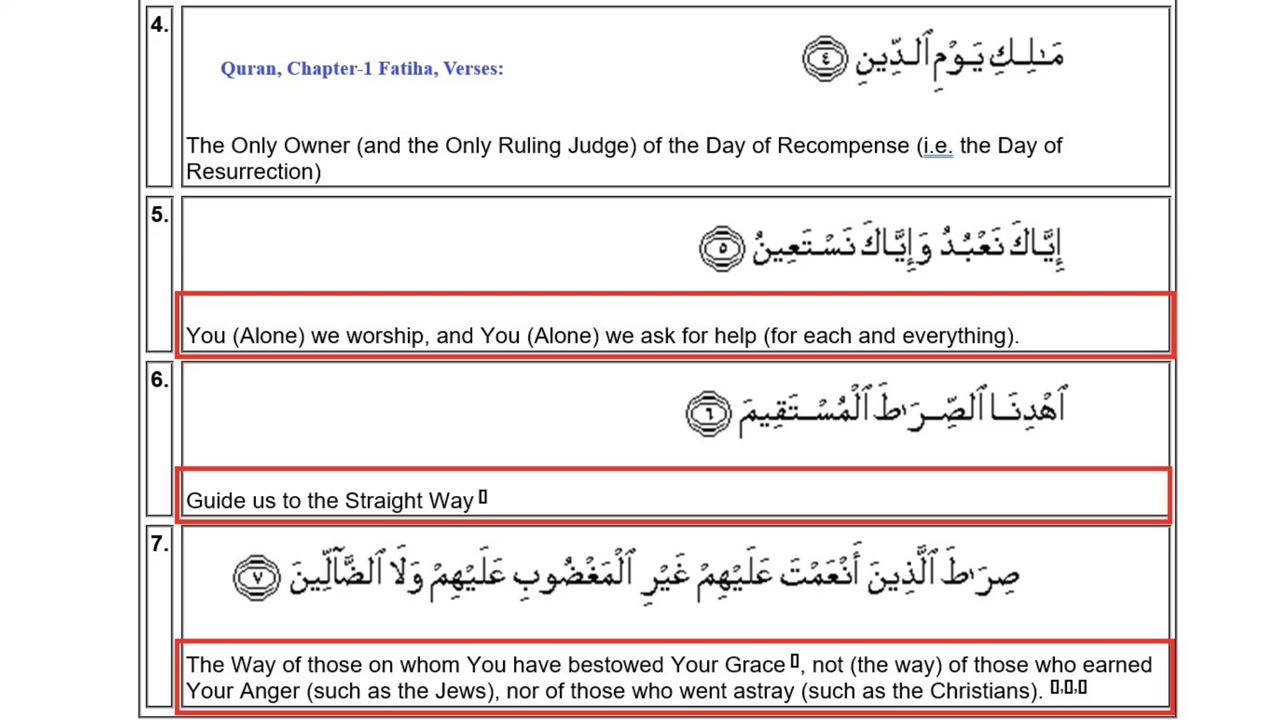 4.
مَـٰلِكِ يَوْمِ ٱلدِّينِ ٤
Quran, Chapter-1 Fatiha, Verses:
The Only Owner (and the Only Ruling Judge) of the Day of Recompense (i.e. the Day of
Resurrection)
5.
إِيَّاكَ نَعْبُدُ وَإِيَّاكَ نَسْتَعِينُ ٥
You (Alone) we worship, and You (Alone) we ask for help (for each and everything).
6.
ٱهْدِنَا ٱلصِّرَٰطَ ٱلْمُسْتَقِيمَ ٦
Guide us to the Straight Way ▯
7.
صِرَٰطَ ٱلَّذِينَ أَنْعَمْتَ عَلَيْهِمْ غَيْرِ ٱلْمَغْضُوبِ عَلَيْهِمْ وَلَا ٱلضَّآلِّينَ ٧
The Way of those on whom You have bestowed Your Grace ▯, not (the way) of those who earned
Your Anger (such as the Jews), nor of those who went astray (such as the Christians). ▯,▯,▯